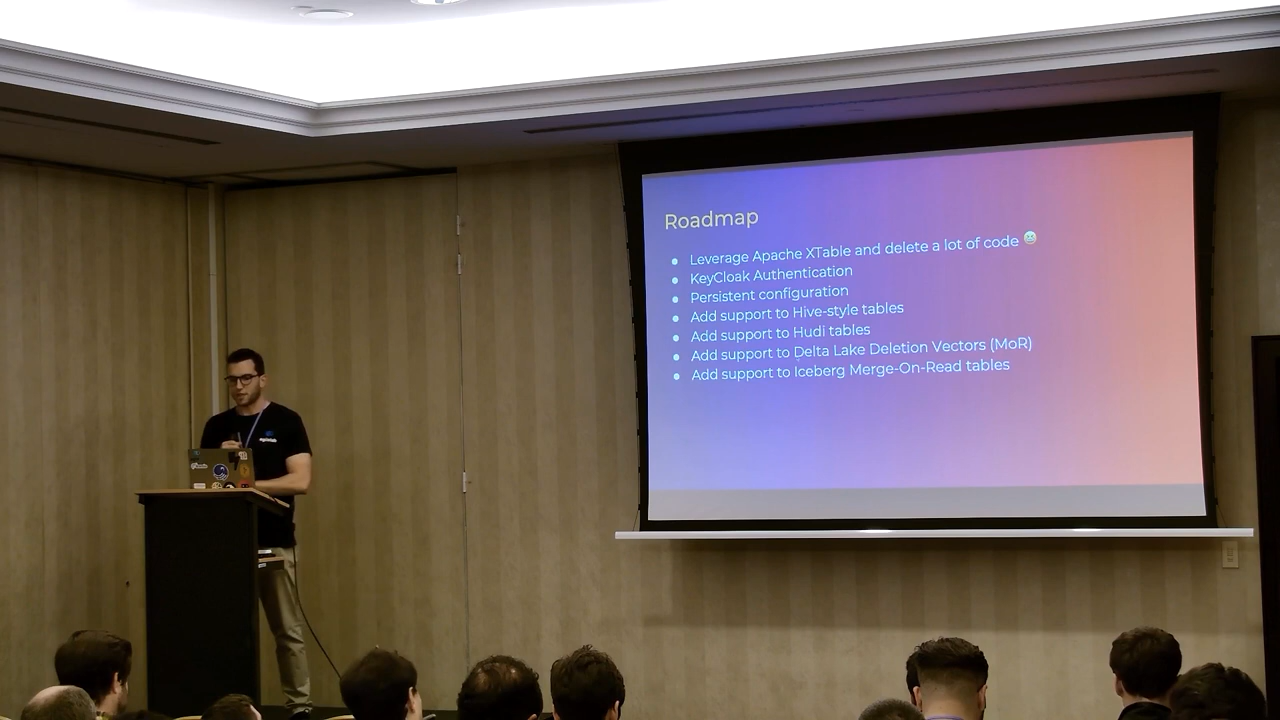 Roadmap
Leverage Apache XTable and delete a lot of code
KeyCloak Authentication
Persistent configuration
Add support to Hive-style tables
Add support to Hudi tables
Add support to Delta Lake Deletion Vectors (MoR)
Add support to Iceberg Merge-On-Read tables